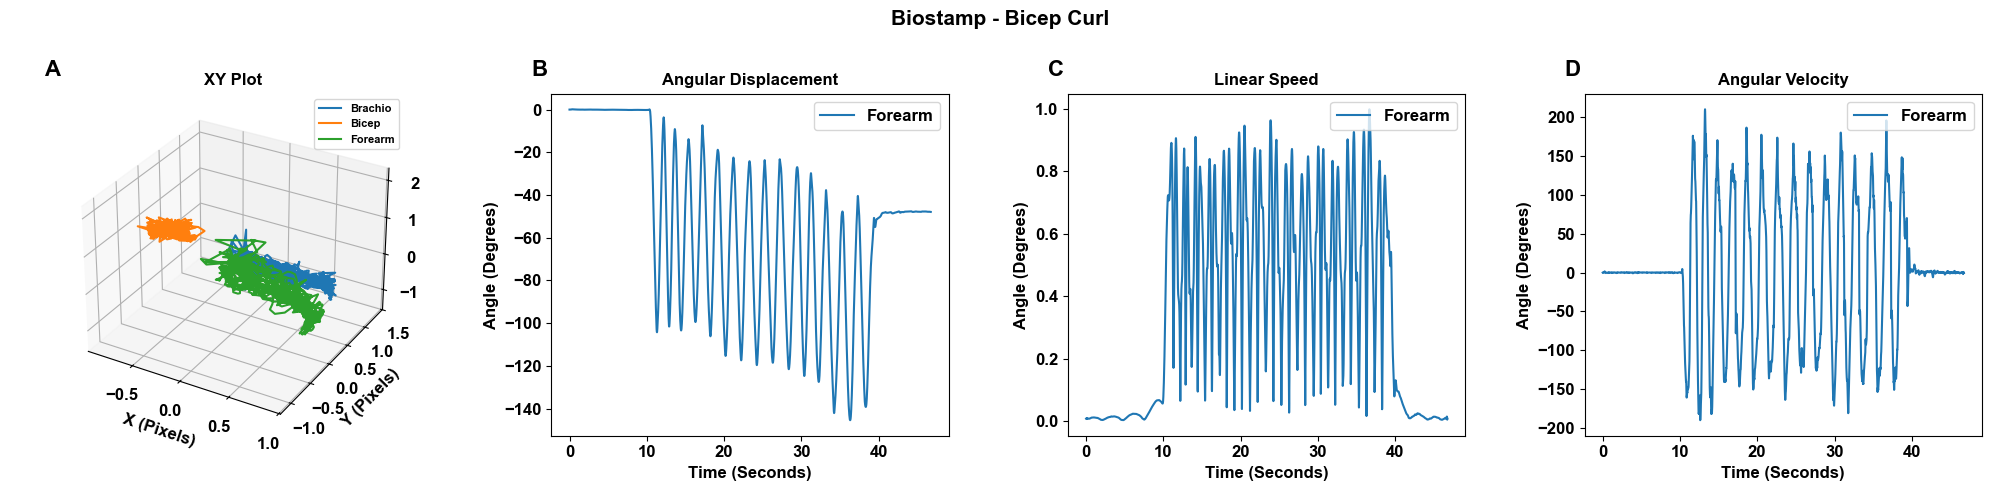 Biostamp - Bicep Curl
A
XY Plot
Brachio
Bicep
Forearm
2
1
0
−1
1.5
1.0
0.5
0.0
−0.5
−1.0
Y (Pixels)
−0.5
0.0
0.5
1.0
X (Pixels)
B
Angular Displacement
Forearm
Angle (Degrees)
0
−20
−40
−60
−80
−100
−120
−140
0 10 20 30 40
Time (Seconds)
C
Linear Speed
Forearm
Angle (Degrees)
1.0
0.8
0.6
0.4
0.2
0.0
0 10 20 30 40
Time (Seconds)
D
Angular Velocity
Forearm
Angle (Degrees)
200
150
100
50
0
−50
−100
−150
−200
0 10 20 30 40
Time (Seconds)